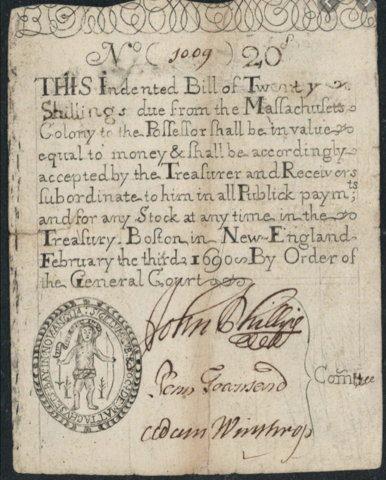 No ( 1009 ) 20s
THIS Indented Bill of Twenty
Shillings due from the Massachusets
Colony to the Possessor shall be in value
equal to money & shall be accordingly
accepted by the Treasurer and Receivers
subordinate to him in all Publick paymts;
and for any Stock at any time in the
Treasury. Boston in New-England
February the third 1690. By Order of
the General Court
John Phillips
Penn Townsend
Adam Winthrop
Comttee